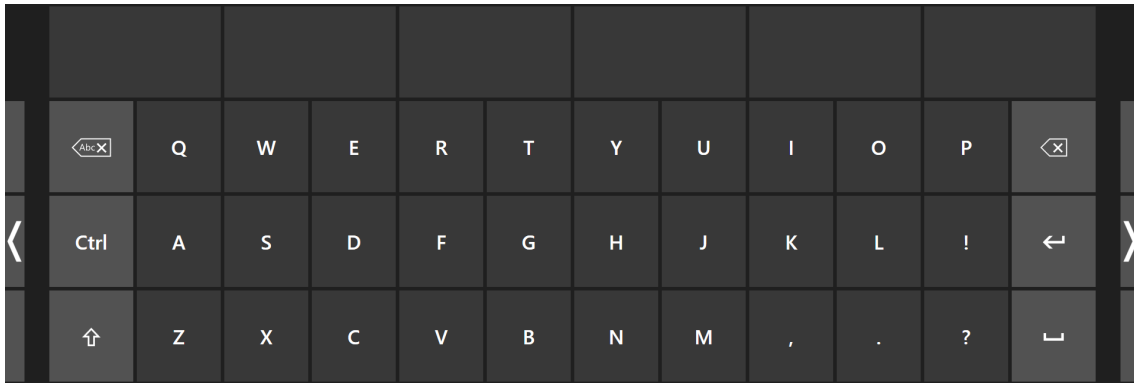 Abc Q W E R T Y U I O P
Ctrl A S D F G H J K L !
Z X C V B N M , . ?